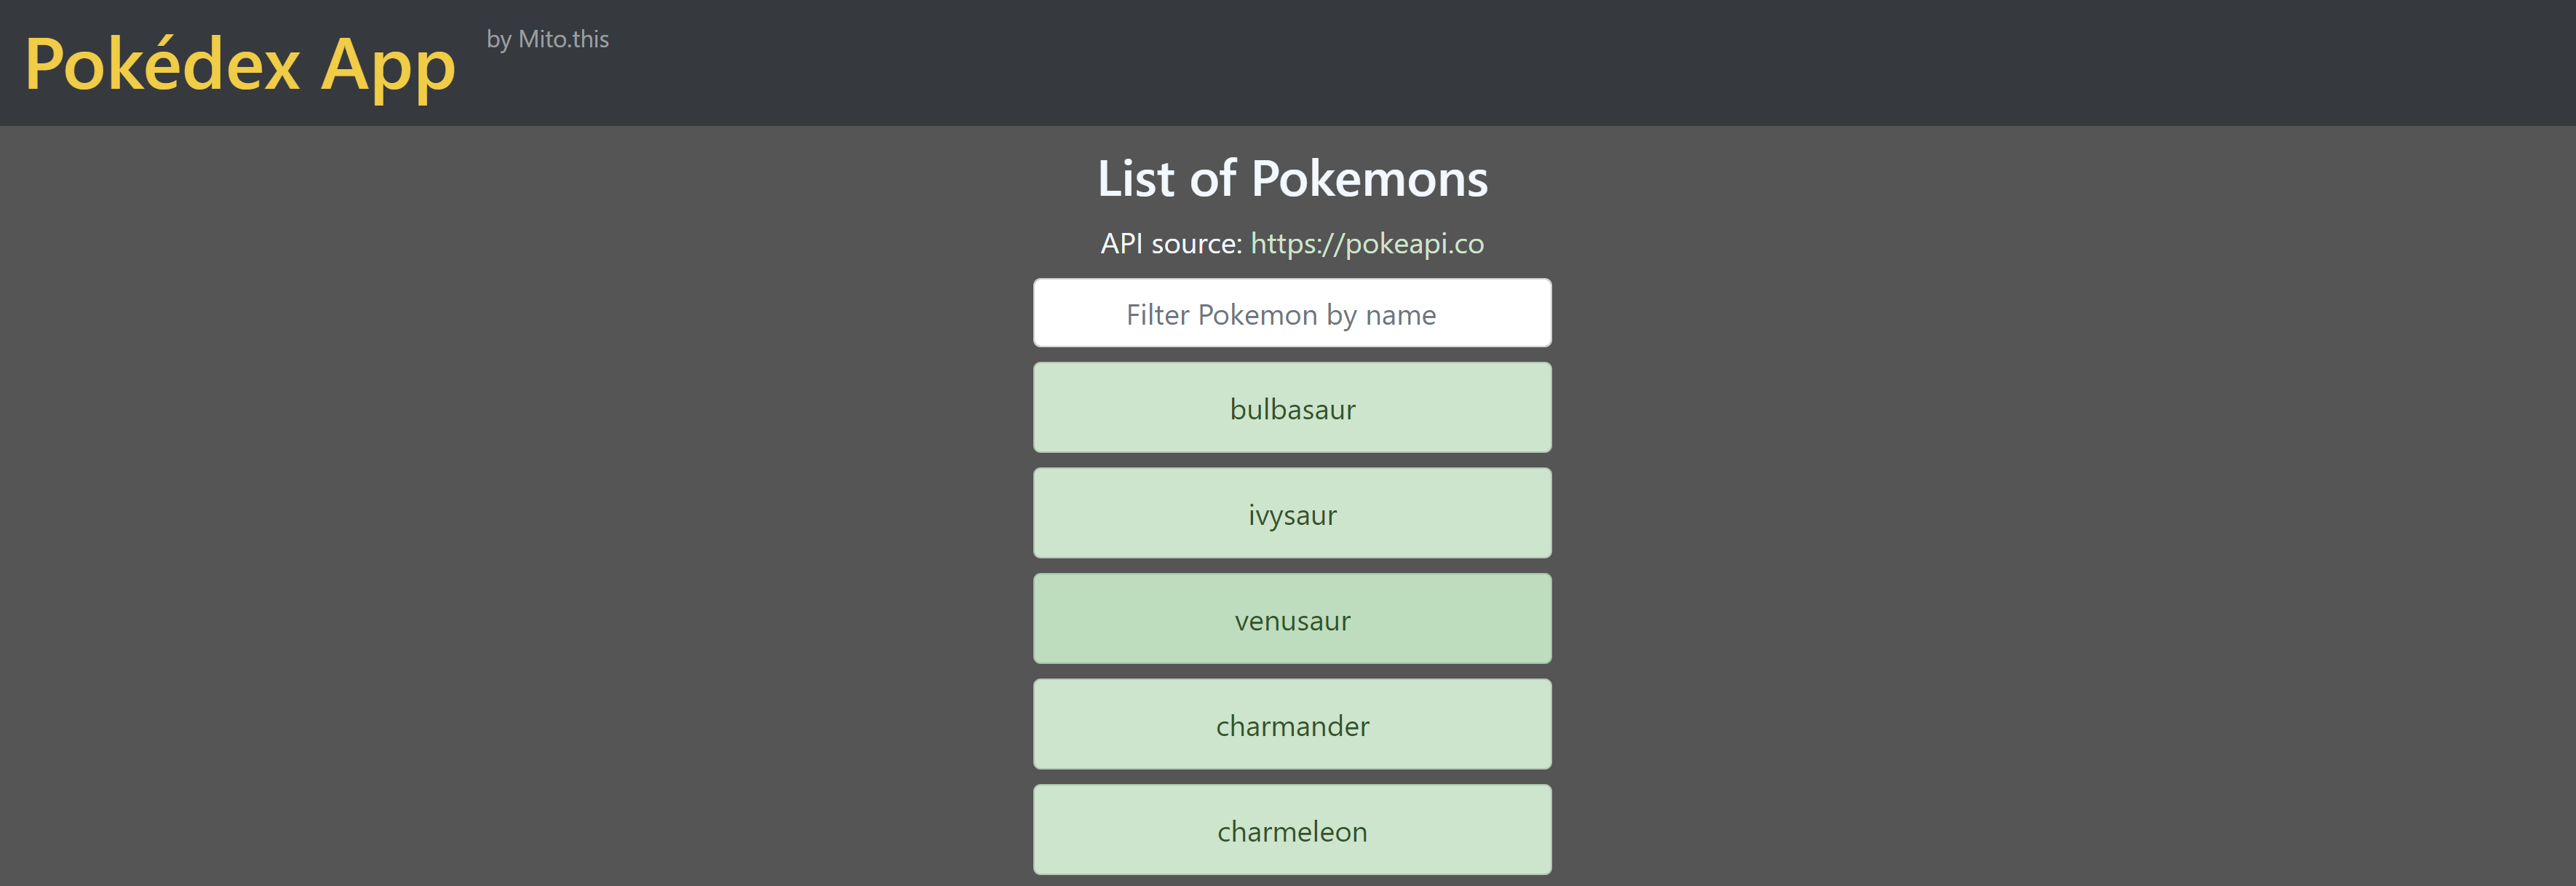 Pokédex App by Mito.this
List of Pokemons
API source: https://pokeapi.co
Filter Pokemon by name
bulbasaur
ivysaur
venusaur
charmander
charmeleon